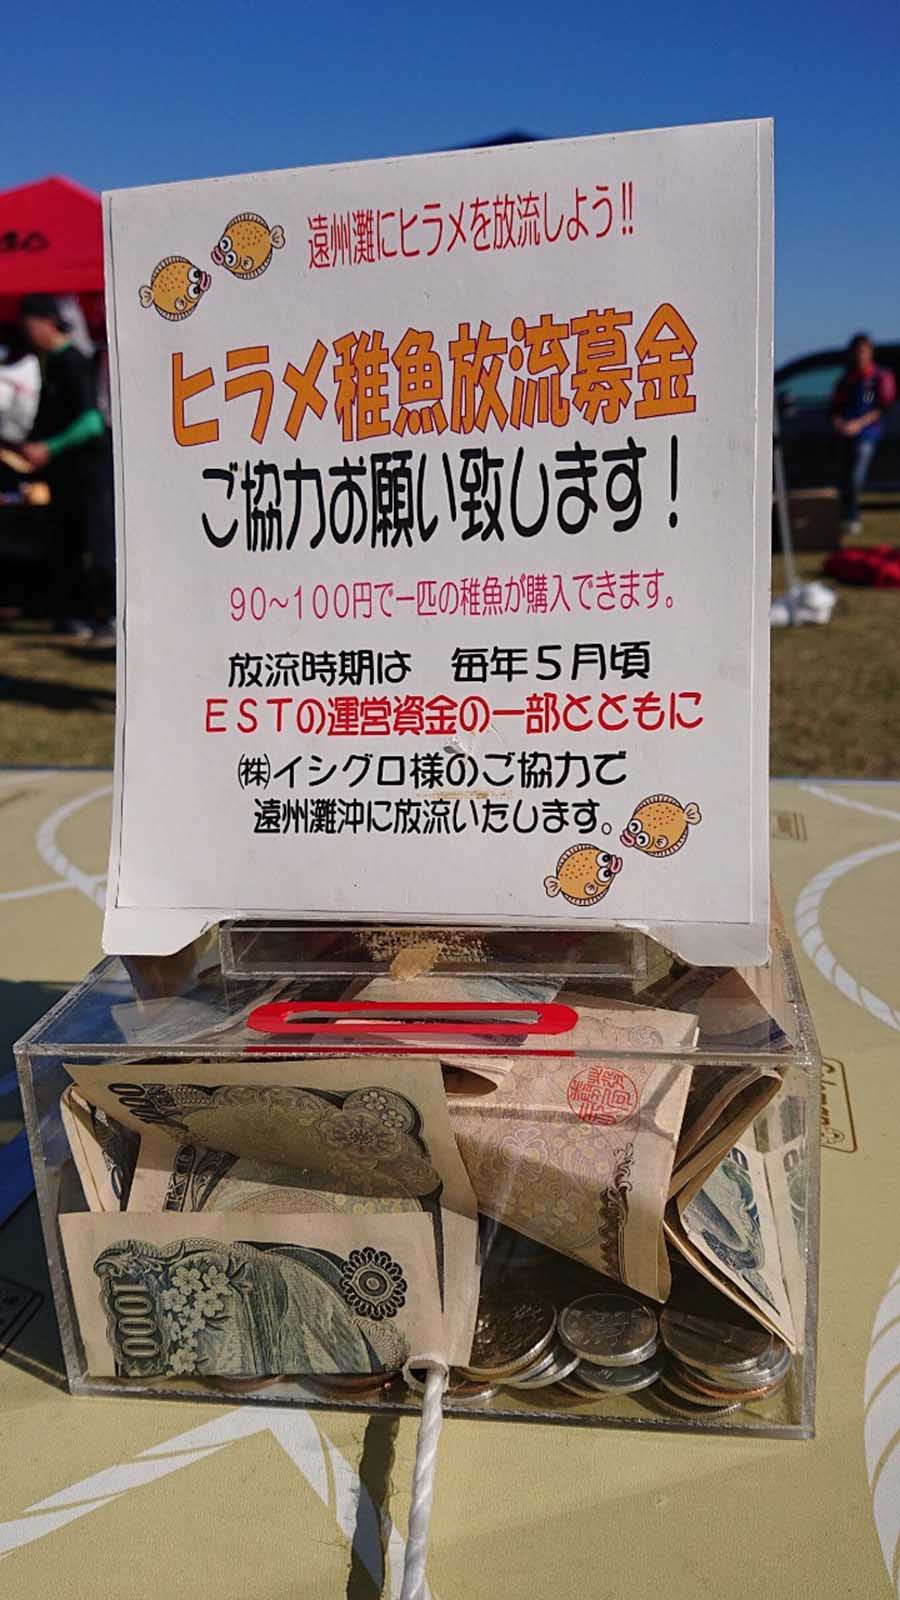 遠州灘にヒラメを放流しよう!!
ヒラメ稚魚放流募金
ご協力お願い致します！
90～100円で一匹の稚魚が購入できます。
放流時期は　毎年５月頃
ＥＳＴの運営資金の一部とともに
㈱イシグロ様のご協力で
遠州灘沖に放流いたします。
1000